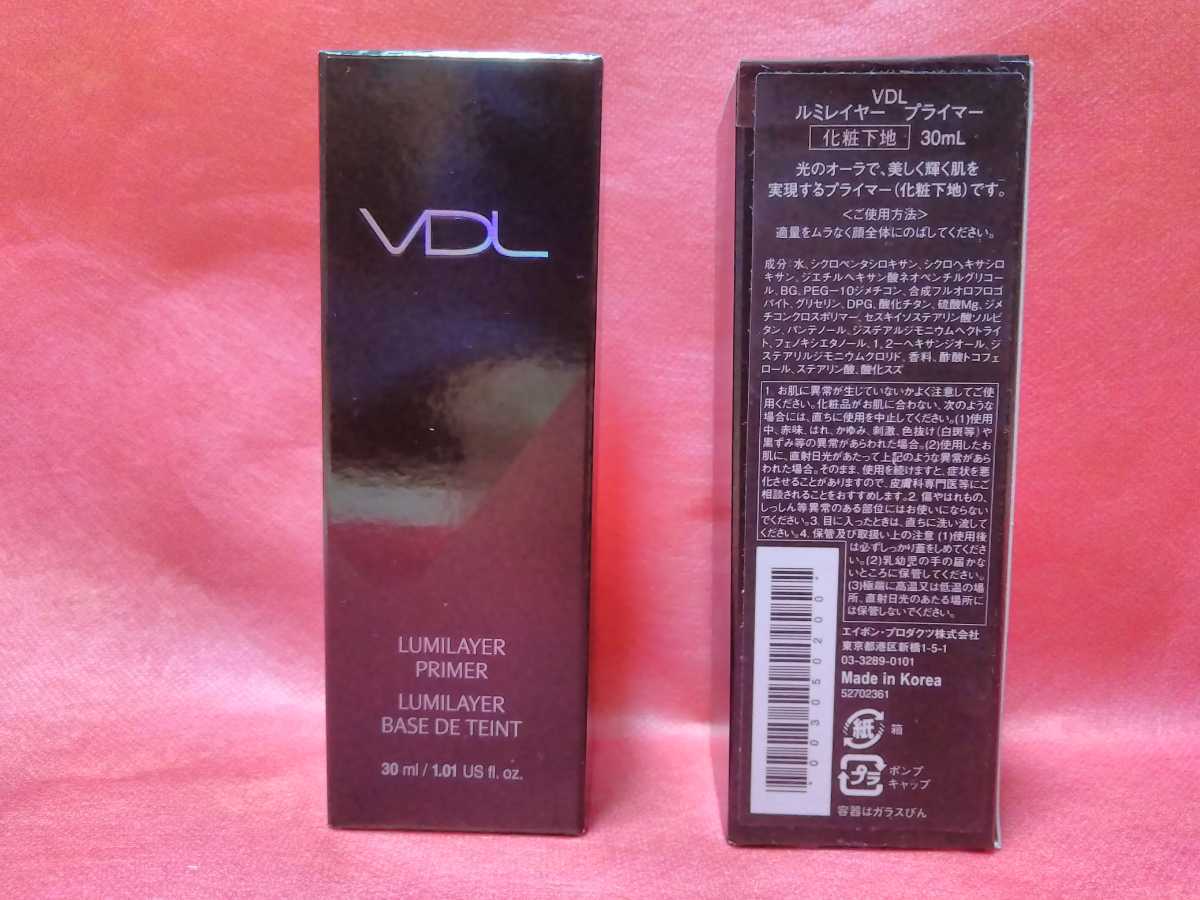 VDL
LUMILAYER
PRIMER
LUMILAYER
BASE DE TEINT
30 ml / 1.01 US fl. oz.
VDL
ルミレイヤー プライマー
化粧下地 30mL
光のオーラで、美しく輝く肌を
実現するプライマー(化粧下地)です。
<ご使用方法>
適量をムラなく顔全体にのばしてください。
成分:水、シクロペンタシロキサン、シクロヘキサシロ
キサン、ジエチルヘキサン酸ネオペンチルグリコー
ル、BG、PEG-10ジメチコン、合成フルオロフロゴ
パイト、グリセリン、DPG、酸化チタン、硫酸Mg、ジメ
チコンクロスポリマー、セスキイソステアリン酸ソルビ
タン、パンテノール、ジステアルジモニウムヘクトライ
ト、フェノキシエタノール、1,2-ヘキサンジオール、ジ
ステアリルジモニウムクロリド、香料、酢酸トコフェ
ロール、ステアリン酸、酸化スズ
1. お肌に異常が生じていないかよく注意してご使
用ください。化粧品がお肌に合わない、次のような
場合には、直ちに使用を中止してください。(1)使用
中、赤味、はれ、かゆみ、刺激、色抜け(白斑等)や
黒ずみ等の異常があらわれた場合。(2)使用したお
肌に、直射日光があたって上記のような異常があら
われた場合。そのまま、使用を続けますと、症状を悪
化させることがありますので、皮膚科専門医等にご
相談されることをおすすめします。2. 傷やはれもの、
しっしん等異常のある部位にはお使いにならない
でください。3. 目に入ったときは、直ちに洗い流して
ください。4. 保管及び取扱い上の注意 (1)使用後
は必ずしっかり蓋をしめてくださ
い。(2)乳幼児の手の届かな
いところに保管してください。
(3)極端に高温又は低温の場
所、直射日光のあたる場所に
は保管しないでください。
エイボン・プロダクツ株式会社
東京都港区新橋1-5-1
03-3289-0101
Made in Korea
52702361
紙 箱
プラ ポンプ
キャップ
容器はガラスびん